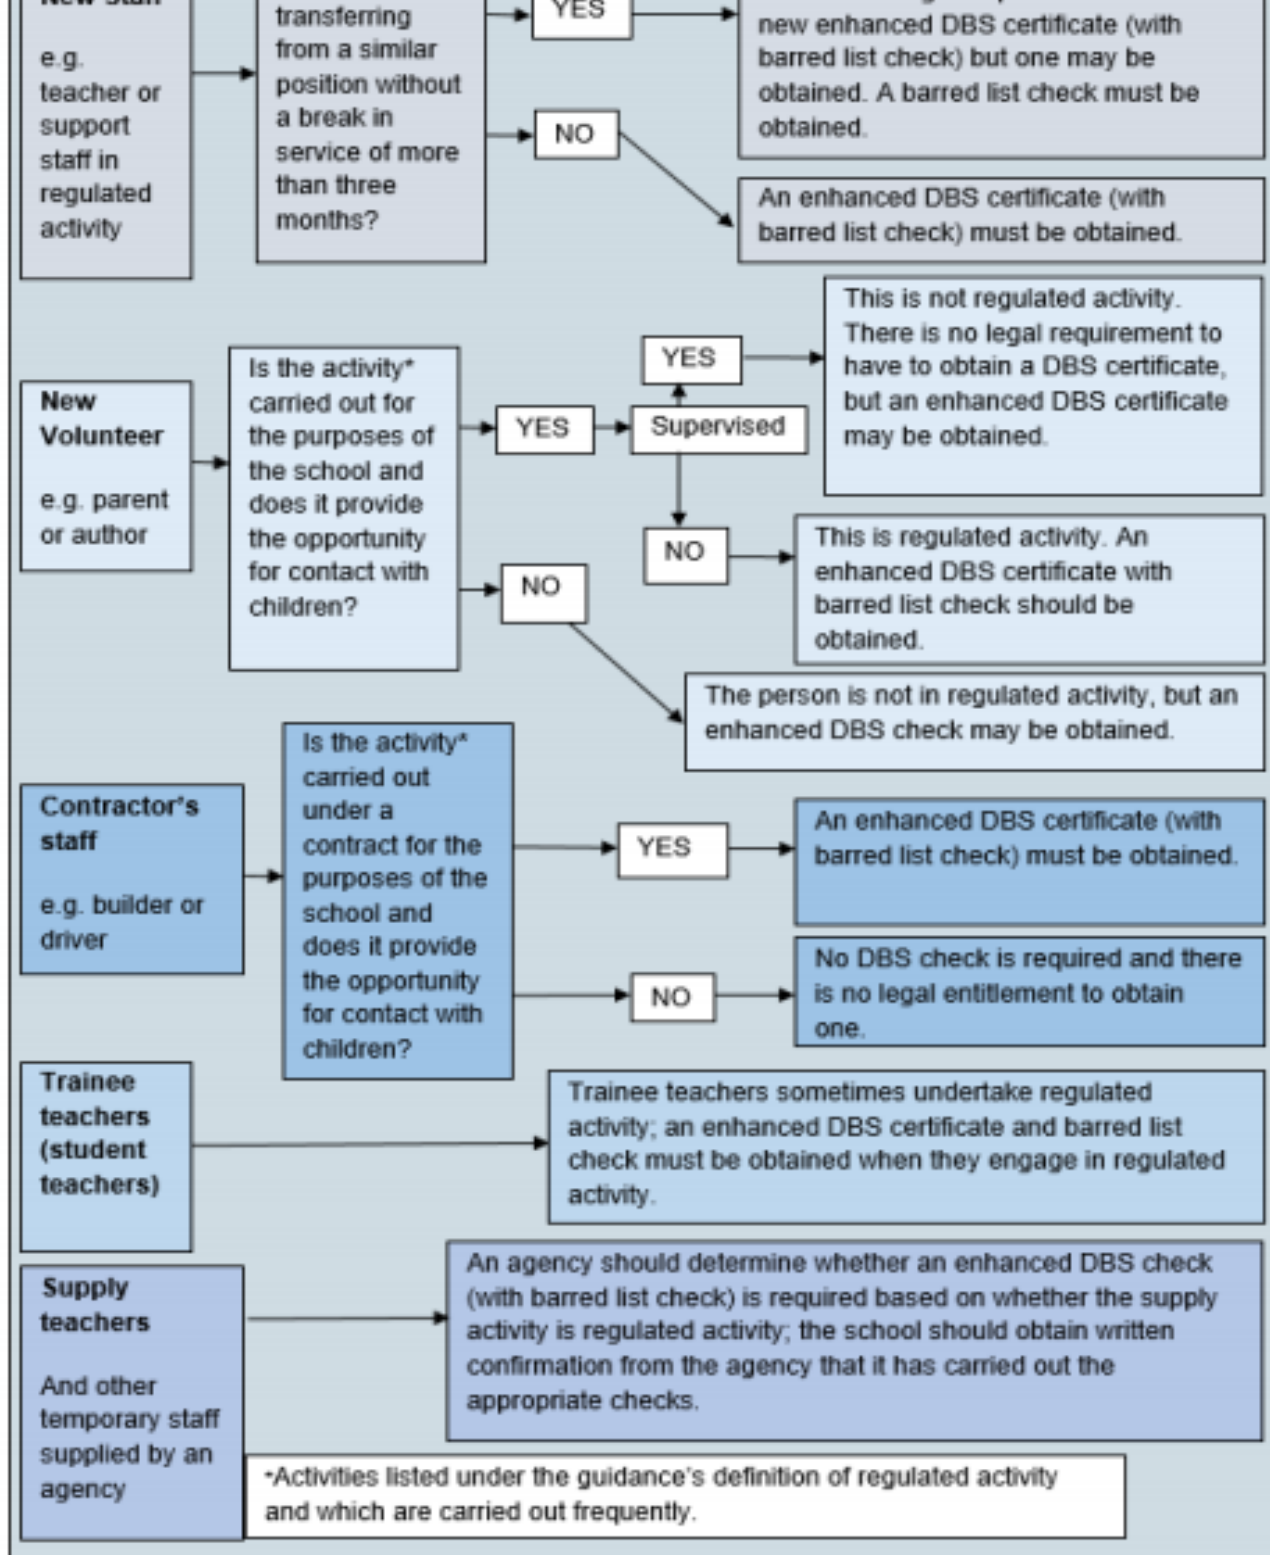 New Staff
e.g.
teacher or
support
staff in
regulated
activity
transferring
from a similar
position without
a break in
service of more
than three
months?
YES
NO
new enhanced DBS certificate (with
barred list check) but one may be
obtained. A barred list check must be
obtained.
An enhanced DBS certificate (with
barred list check) must be obtained.
New
Volunteer
e.g. parent
or author
Is the activity*
carried out for
the purposes of
the school and
does it provide
the opportunity
for contact with
children?
YES
Supervised
YES
This is not regulated activity.
There is no legal requirement to
have to obtain a DBS certificate,
but an enhanced DBS certificate
may be obtained.
NO
This is regulated activity. An
enhanced DBS certificate with
barred list check should be
obtained.
NO
The person is not in regulated activity, but an
enhanced DBS check may be obtained.
Contractor's
staff
e.g. builder or
driver
Is the activity*
carried out
under a
contract for the
purposes of the
school and
does it provide
the opportunity
for contact with
children?
YES
An enhanced DBS certificate (with
barred list check) must be obtained.
NO
No DBS check is required and there
is no legal entitlement to obtain
one.
Trainee
teachers
(student
teachers)
Trainee teachers sometimes undertake regulated
activity; an enhanced DBS certificate and barred list
check must be obtained when they engage in regulated
activity.
Supply
teachers
And other
temporary staff
supplied by an
agency
An agency should determine whether an enhanced DBS check
(with barred list check) is required based on whether the supply
activity is regulated activity; the school should obtain written
confirmation from the agency that it has carried out the
appropriate checks.
*Activities listed under the guidance's definition of regulated activity
and which are carried out frequently.